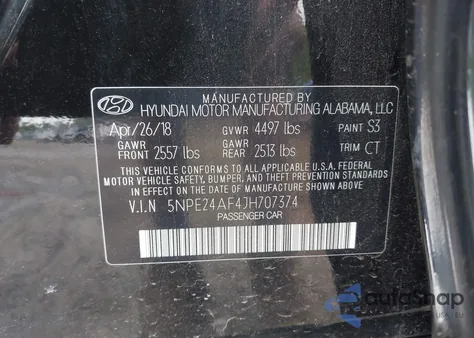 MANUFACTURED BY
HYUNDAI MOTOR MANUFACTURING ALABAMA, LLC
Apr/26/18 GVWR 4497 lbs PAINT S3
GAWR FRONT 2557 lbs GAWR REAR 2513 lbs TRIM CT
THIS VEHICLE CONFORMS TO ALL APPLICABLE U.S.A. FEDERAL
MOTOR VEHICLE SAFETY, BUMPER, AND THEFT PREVENTION STANDARDS
IN EFFECT ON THE DATE OF MANUFACTURE SHOWN ABOVE.
V.I.N 5NPE24AF4JH707374
PASSENGER CAR
autoSnap